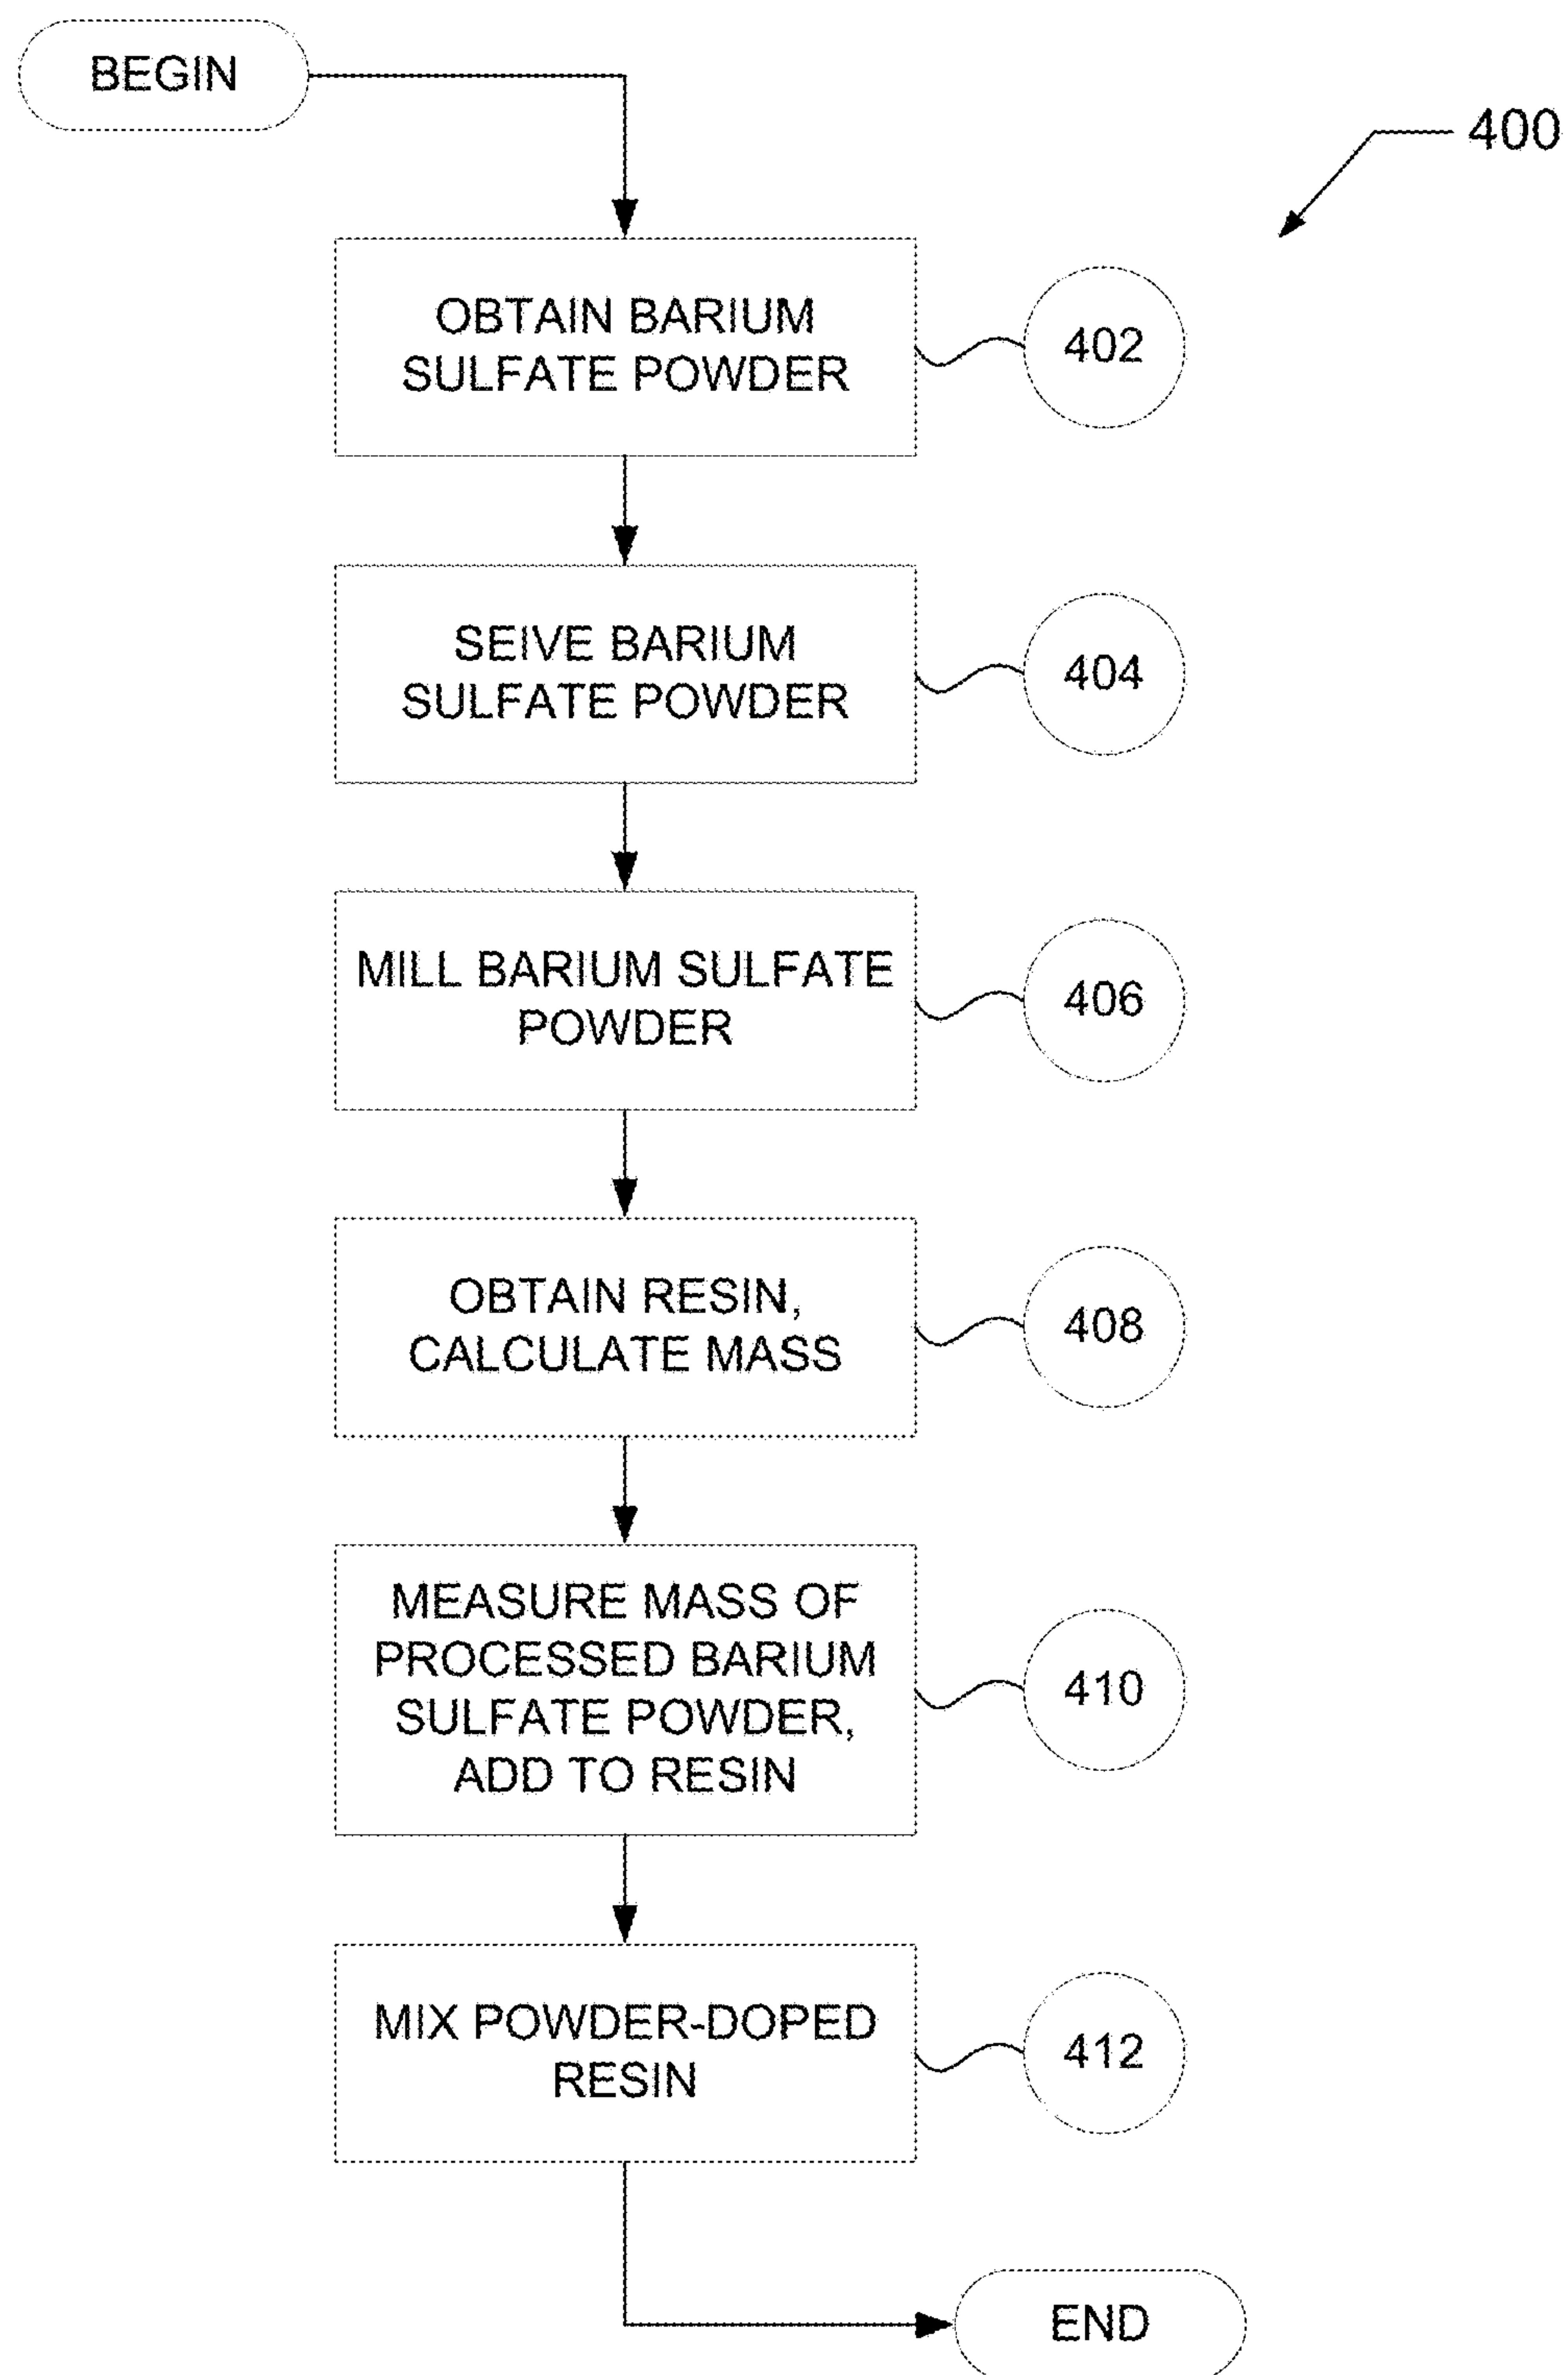 BEGIN
400
OBTAIN BARIUM
SULFATE POWDER
402
SEIVE BARIUM
SULFATE POWDER
404
MILL BARIUM SULFATE
POWDER
406
OBTAIN RESIN,
CALCULATE MASS
408
MEASURE MASS OF
PROCESSED BARIUM
SULFATE POWDER,
ADD TO RESIN
410
MIX POWDER-DOPED
RESIN
412
END